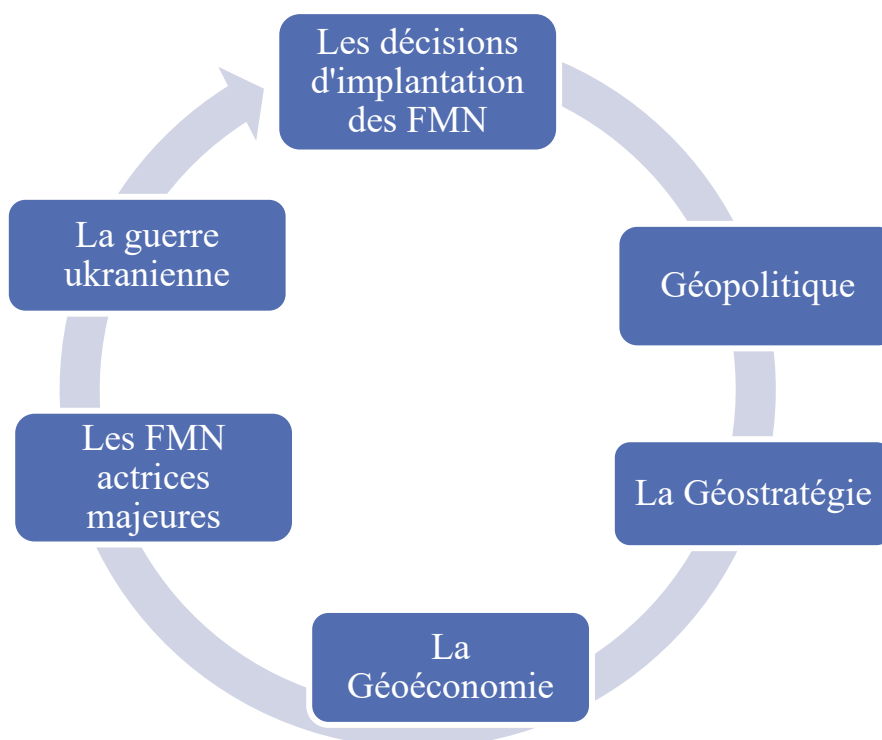 Les décisions
d'implantation
des FMN
Géopolitique
La Géostratégie
La
Géoéconomie
Les FMN
actrices
majeures
La guerre
ukranienne